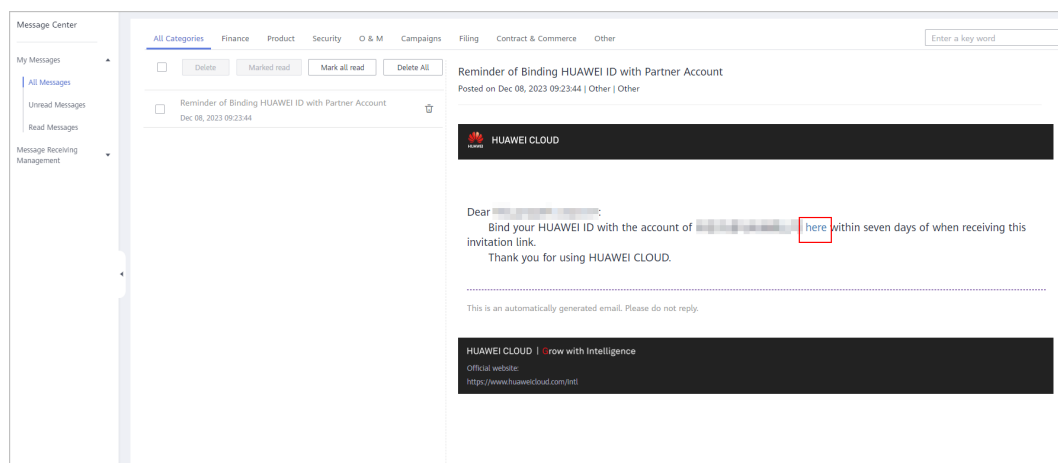 Message Center
My Messages
All Messages
Unread Messages
Read Messages
Message Receiving
Management
All Categories Finance Product Security O & M Campaigns Filing Contract & Commerce Other
Enter a key word
Delete Marked read Mark all read Delete All
Reminder of Binding HUAWEI ID with Partner Account
Dec 08, 2023 09:23:44
Reminder of Binding HUAWEI ID with Partner Account
Posted on Dec 08, 2023 09:23:44 | Other | Other
HUAWEI
HUAWEI CLOUD
Dear :
Bind your HUAWEI ID with the account of here within seven days of when receiving this
invitation link.
Thank you for using HUAWEI CLOUD.
This is an automatically generated email. Please do not reply.
HUAWEI CLOUD | Grow with Intelligence
Official website:
https://www.huaweicloud.com/intl